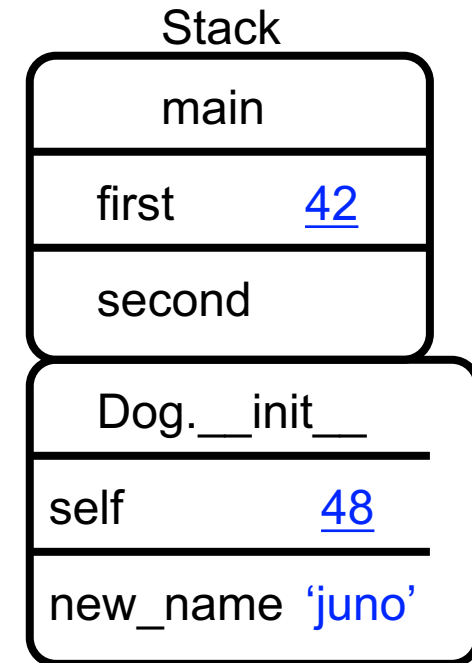 Stack
main
first 42
second
Dog.__init__
self 48
new_name ‘juno’